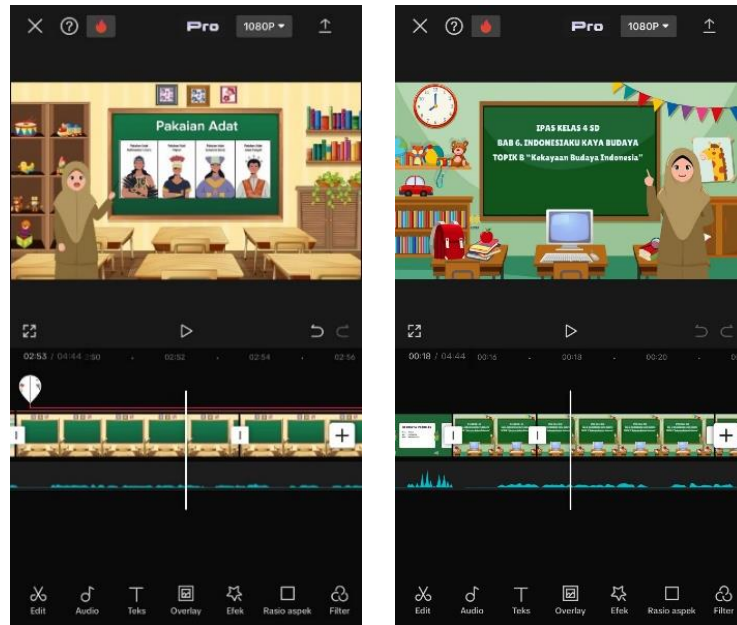 Pro 1080P
Pakaian Adat
02:53 / 04:44
02:52
02:54
02:56
Edit Audio Teks Overlay Efek Rasio aspek Filter
Pro 1080P
IPAS KELAS 4 SD
BAB 6. INDONESIAKU KAYA BUDAYA
TOPIK B "Kekayaan Budaya Indonesia"
00:18 / 04:44
00:16
00:18
00:20
Edit Audio Teks Overlay Efek Rasio aspek Filter